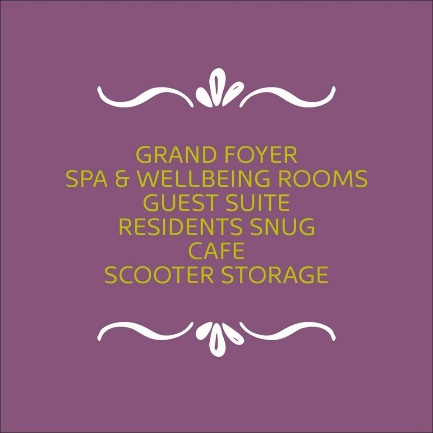 GRAND FOYER
SPA & WELLBEING ROOMS
GUEST SUITE
RESIDENTS SNUG
CAFE
SCOOTER STORAGE